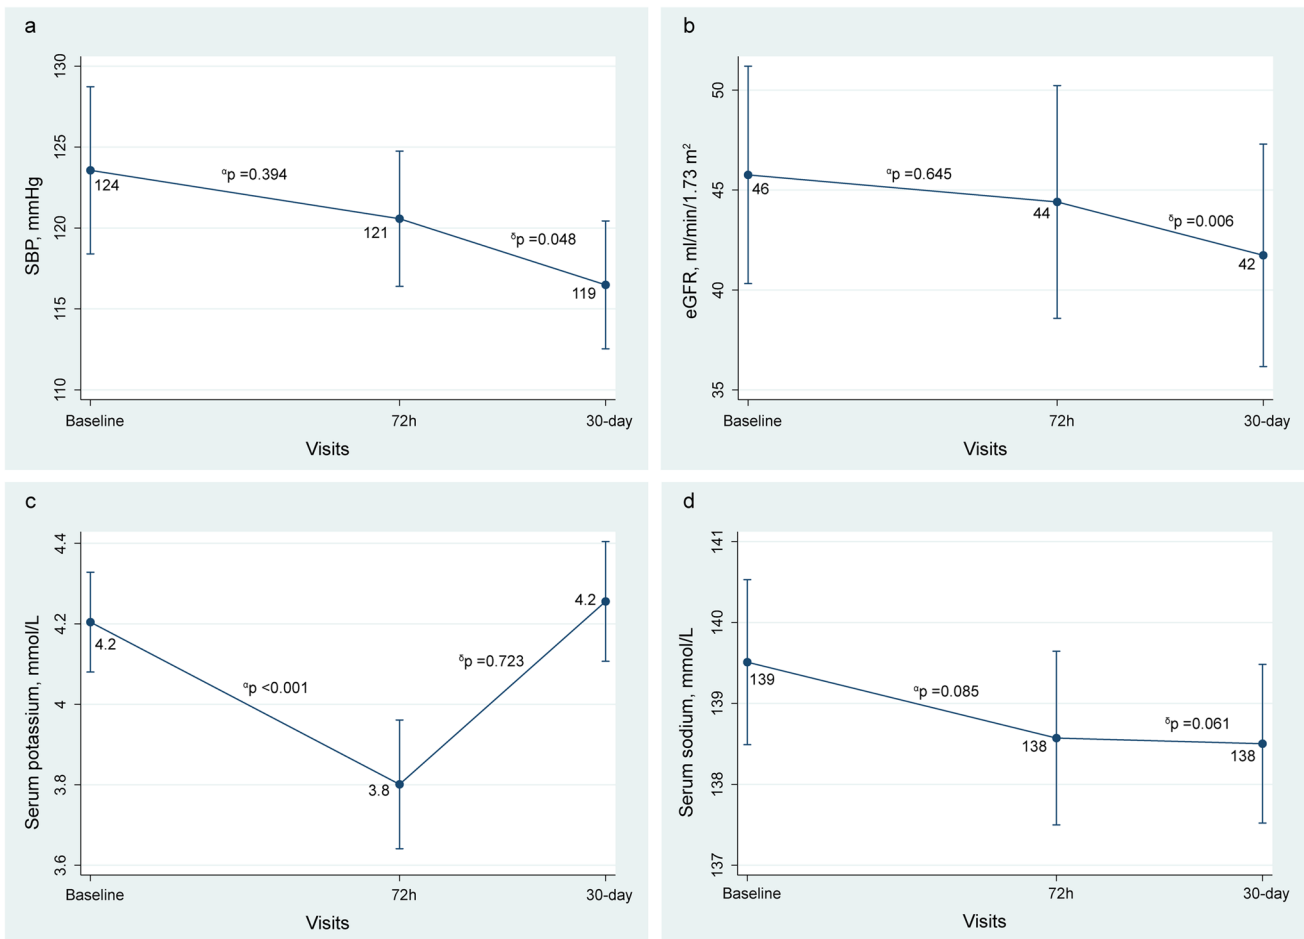 a
SBP, mmHg
130
125
120
115
110
124
ᵅp =0.394
121
ᵟp =0.048
119
Baseline
72h
30-day
Visits
b
eGFR, ml/min/1.73 m²
50
45
40
35
46
ᵅp =0.645
44
ᵟp =0.006
42
Baseline
72h
30-day
Visits
c
Serum potassium, mmol/L
4.4
4.2
4
3.8
3.6
4.2
ᵅp <0.001
3.8
ᵟp =0.723
4.2
Baseline
72h
30-day
Visits
d
Serum sodium, mmol/L
141
140
139
138
137
139
ᵅp =0.085
138
ᵟp =0.061
138
Baseline
72h
30-day
Visits